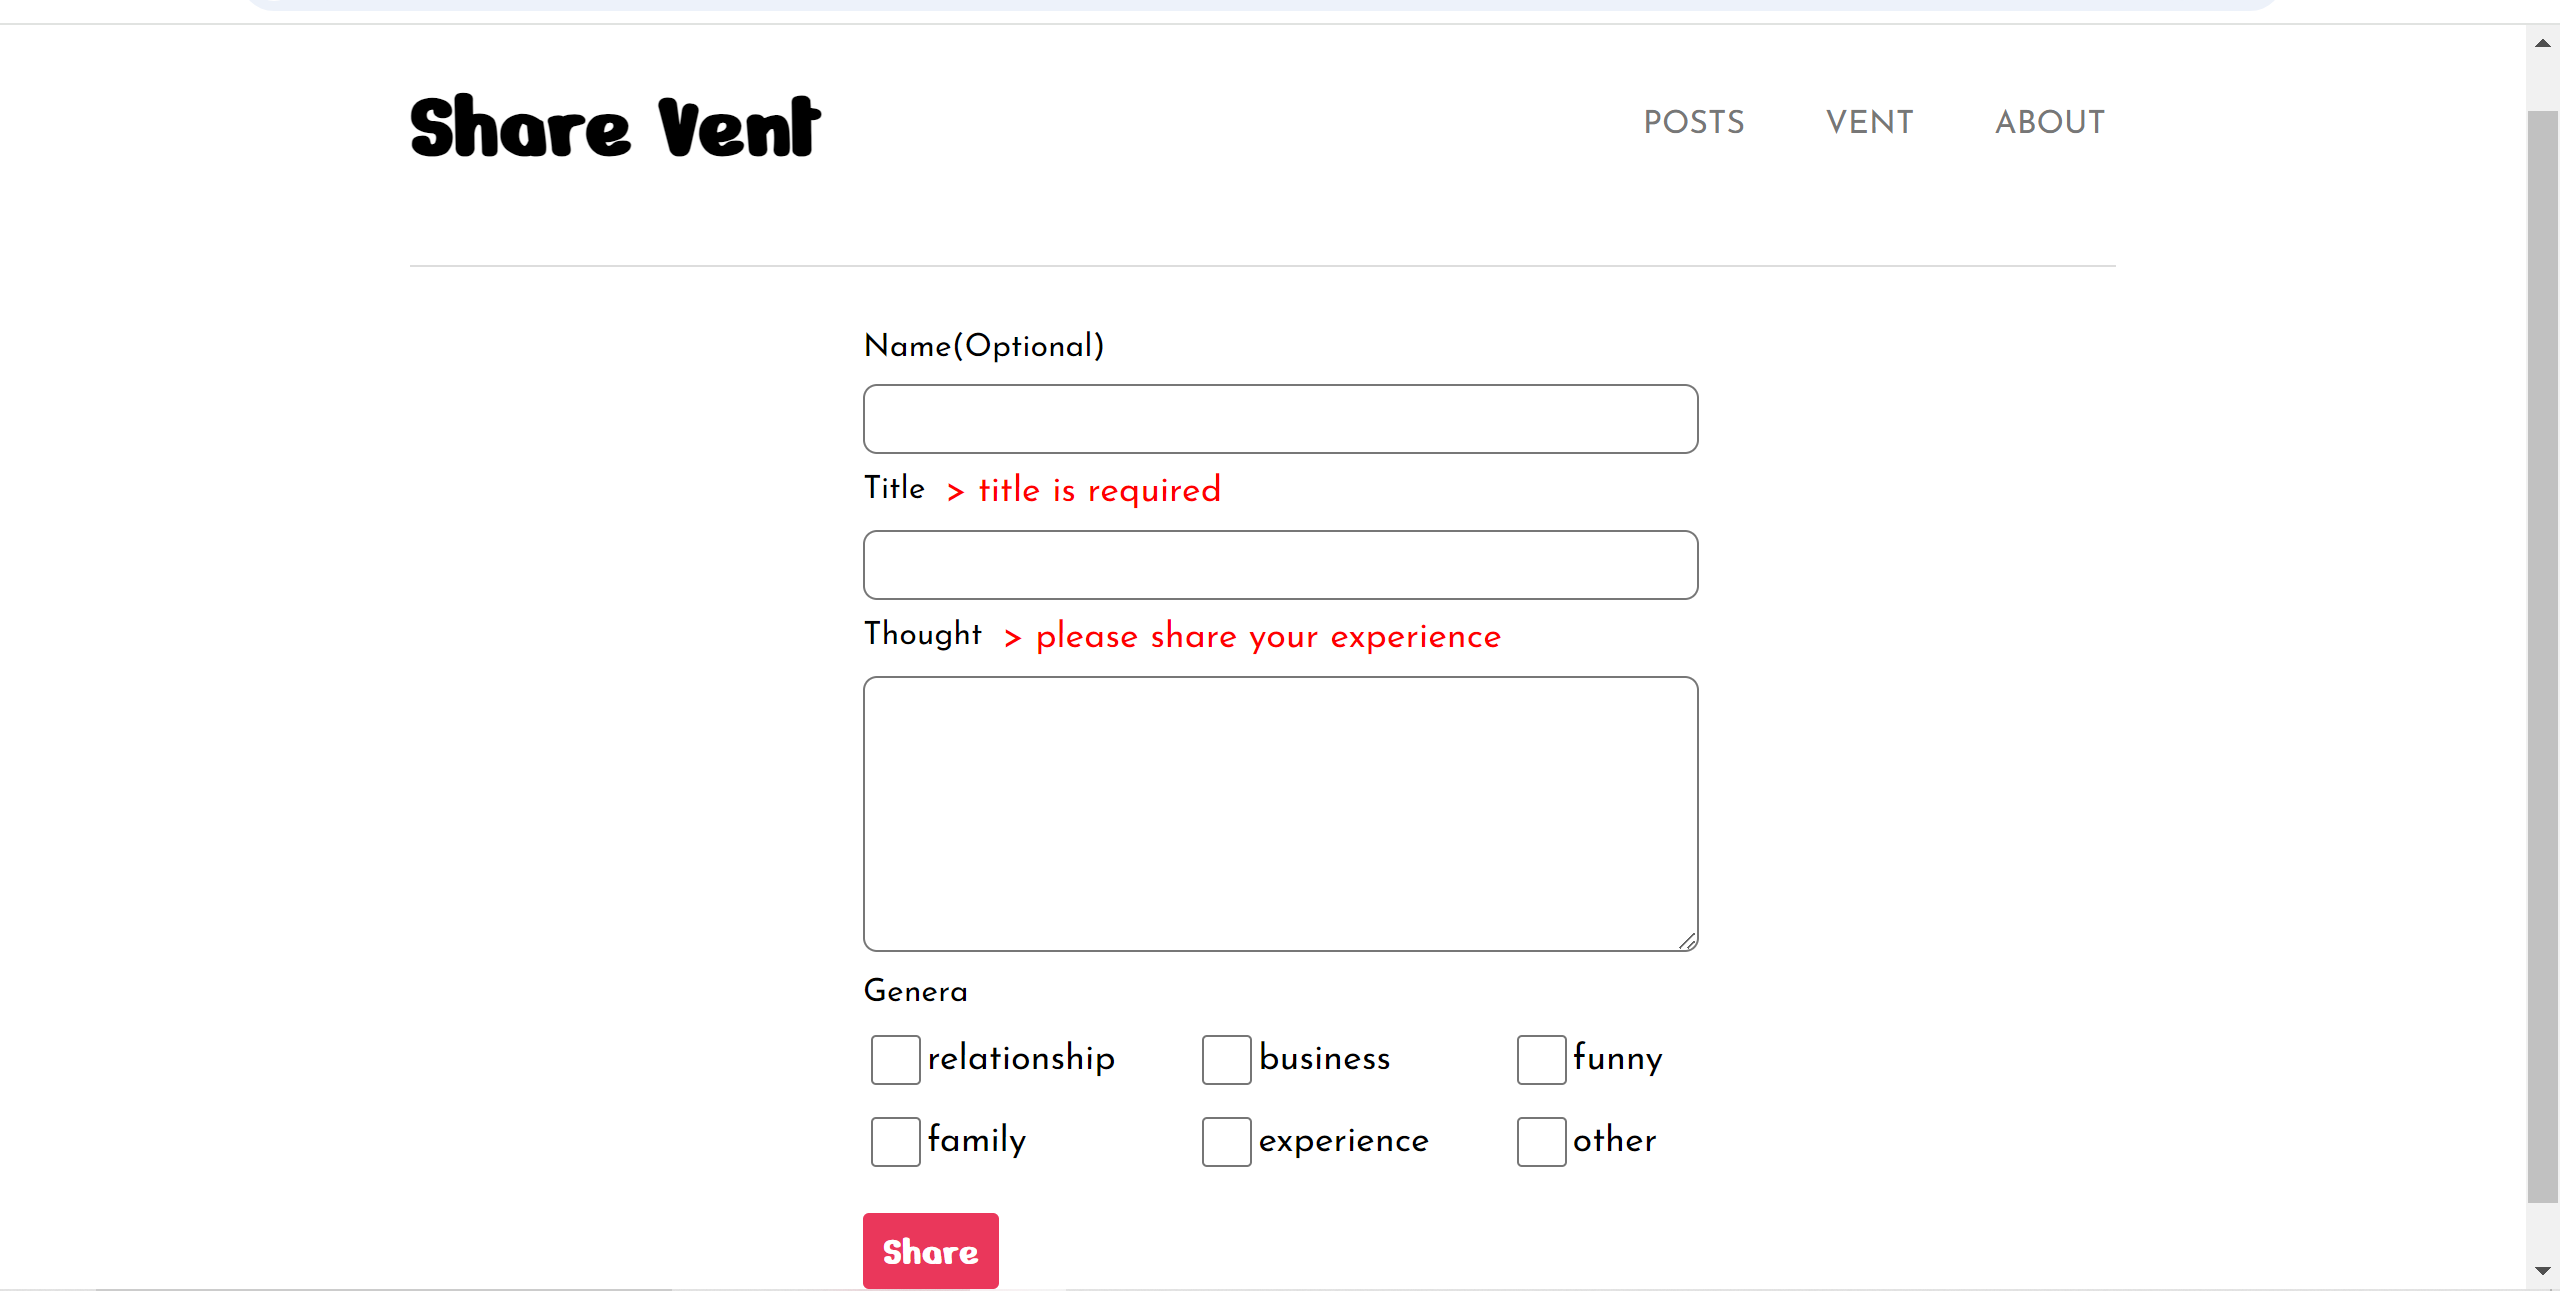 Share Vent
POSTS VENT ABOUT
Name(Optional)
Title > title is required
Thought > please share your experience
Genera
relationship business funny
family experience other
Share